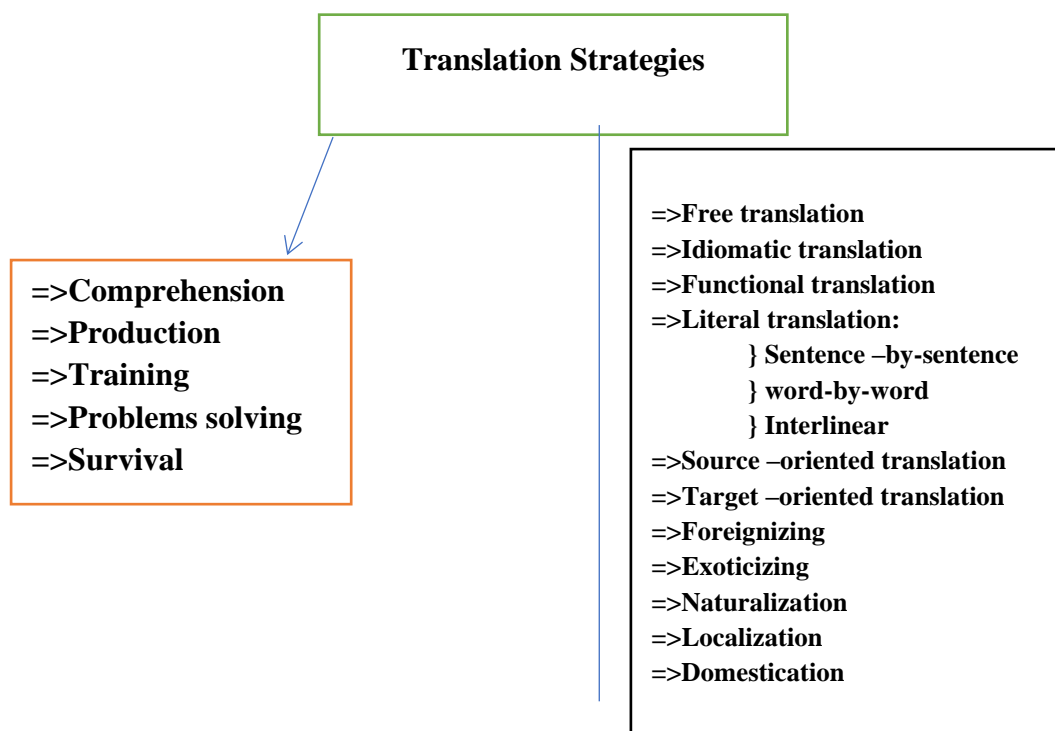 Translation Strategies
=>Comprehension
=>Production
=>Training
=>Problems solving
=>Survival
=>Free translation
=>Idiomatic translation
=>Functional translation
=>Literal translation:
} Sentence –by-sentence
} word-by-word
} Interlinear
=>Source –oriented translation
=>Target –oriented translation
=>Foreignizing
=>Exoticizing
=>Naturalization
=>Localization
=>Domestication